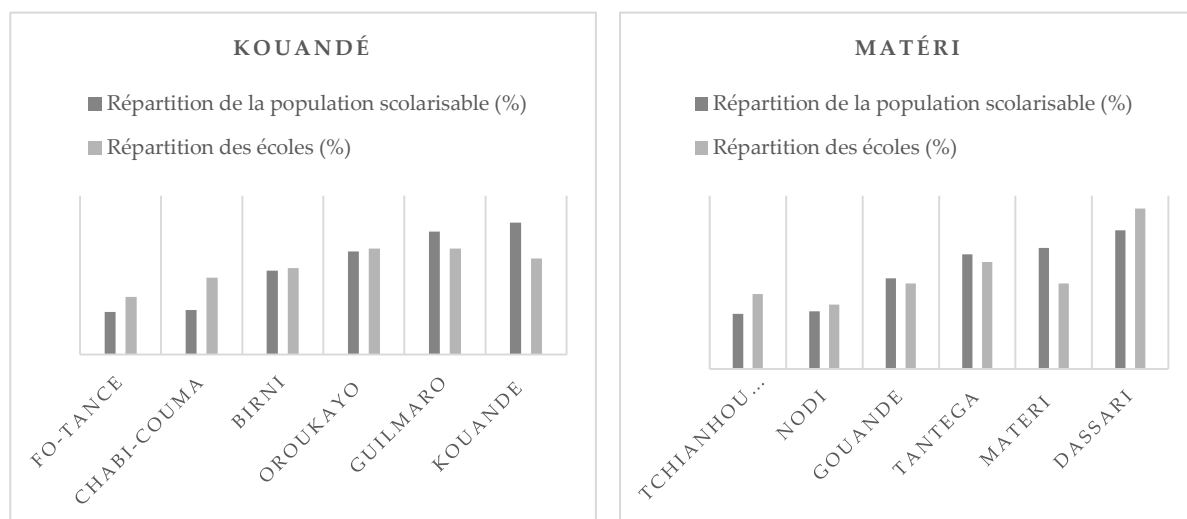 KOUANDÉ
Répartition de la population scolarisable (%)
Répartition des écoles (%)
FO-TANCE
CHABI-COUMA
BIRNI
OROUKAYO
GUILMARO
KOUANDE
MATÉRI
Répartition de la population scolarisable (%)
Répartition des écoles (%)
TCHIANHOU...
NODI
GOUANDE
TANTEGA
MATERI
DASSARI